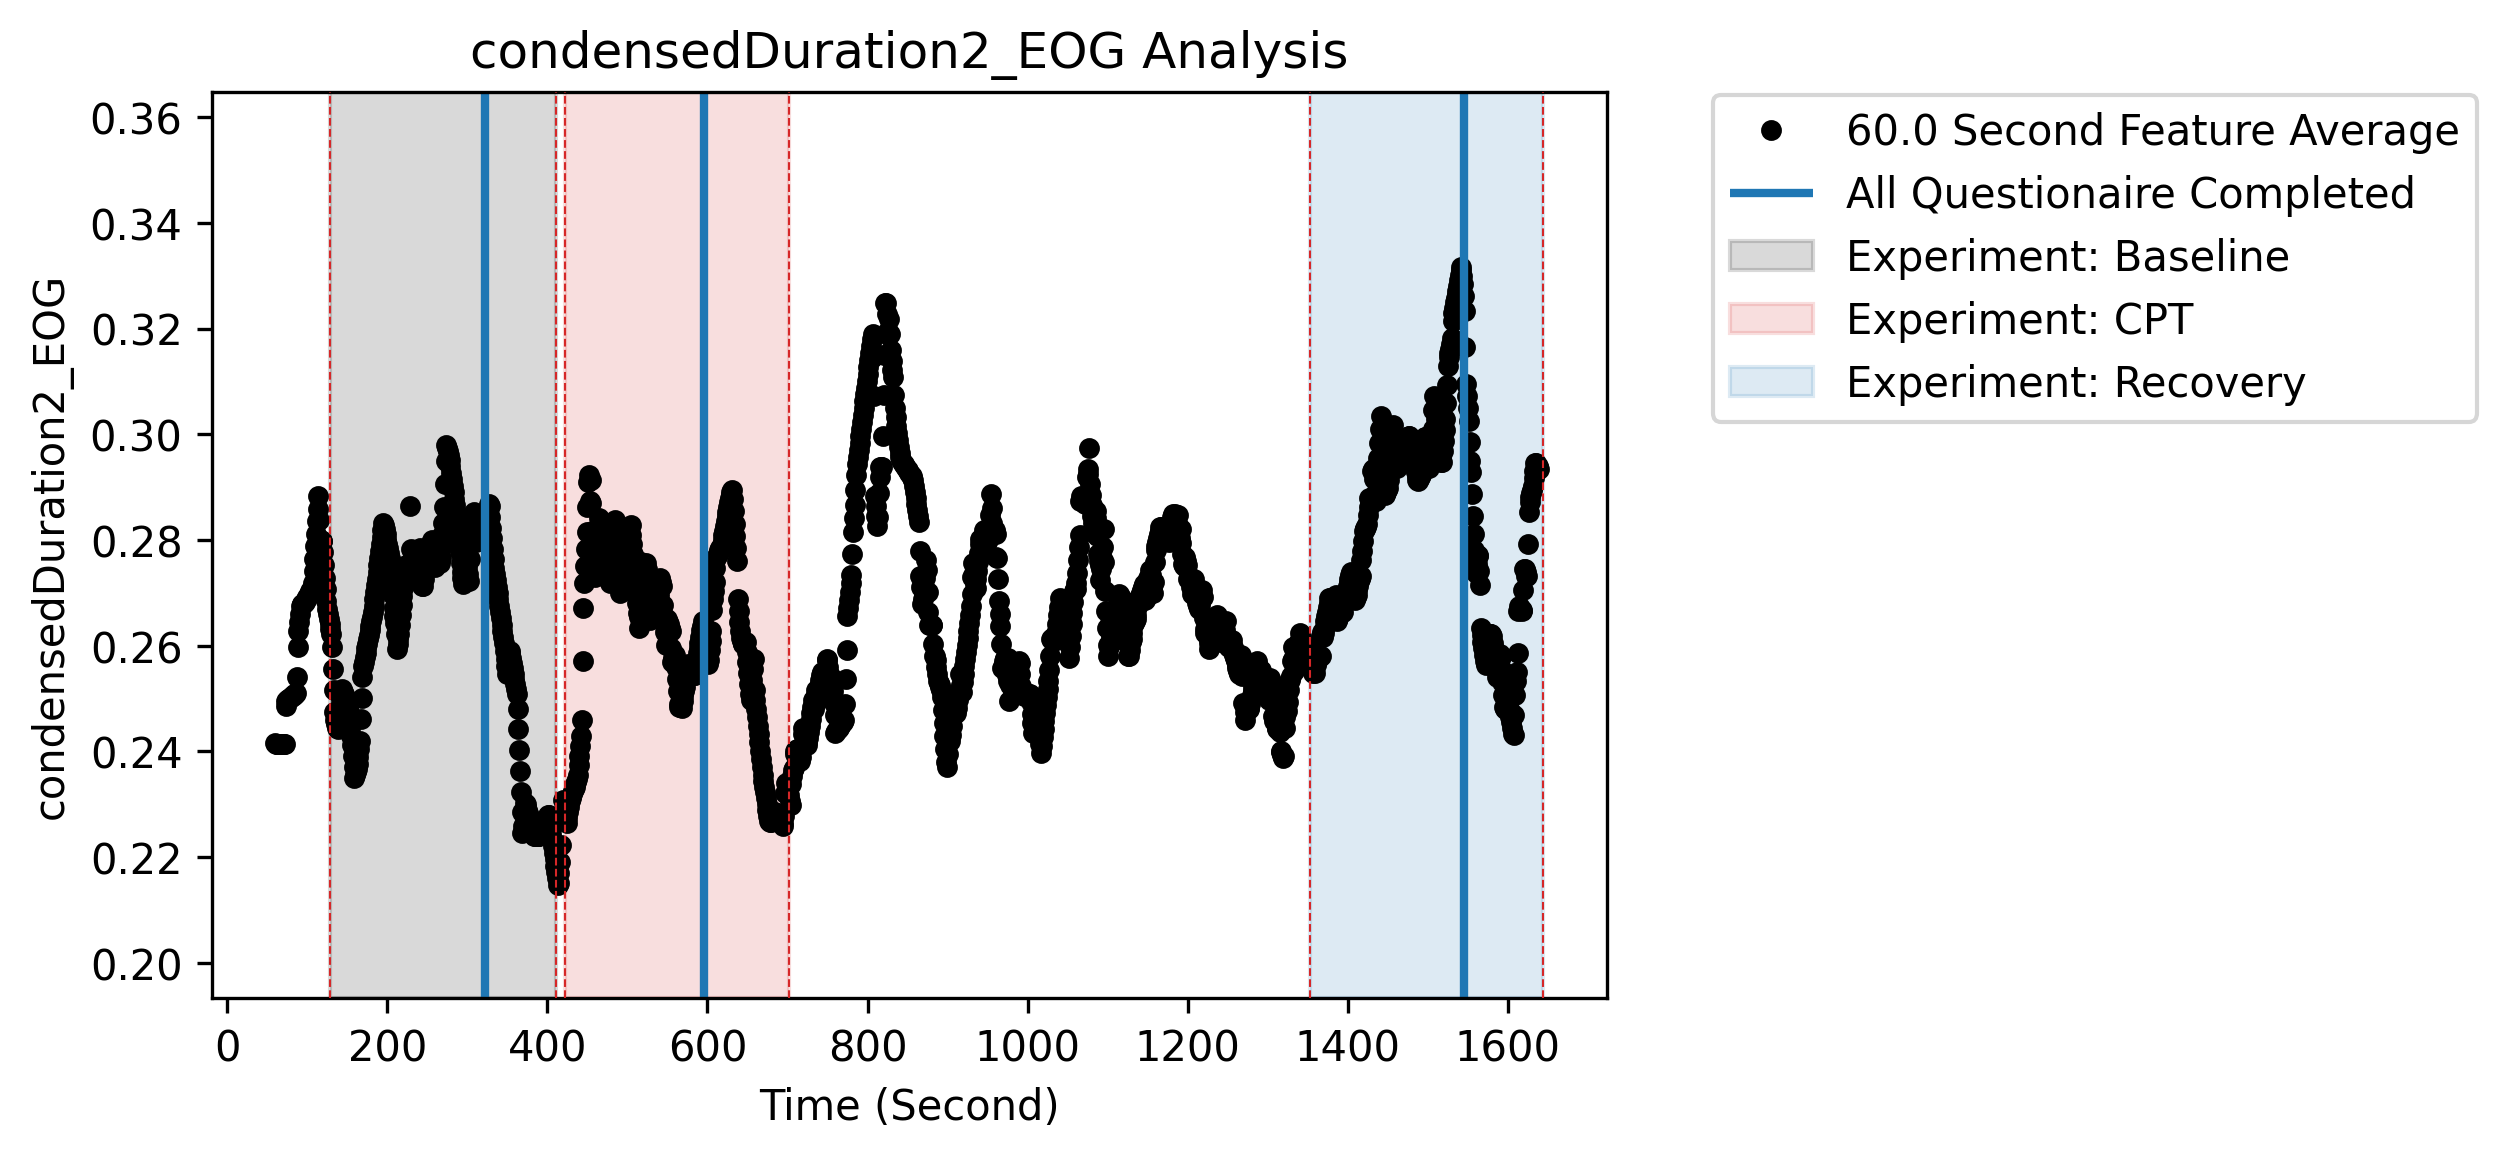 condensedDuration2_EOG Analysis
0.36
0.34
0.32
0.30
0.28
0.26
0.24
0.22
0.20
condensedDuration2_EOG
0 200 400 600 800 1000 1200 1400 1600
Time (Second)
60.0 Second Feature Average
All Questionaire Completed
Experiment: Baseline
Experiment: CPT
Experiment: Recovery